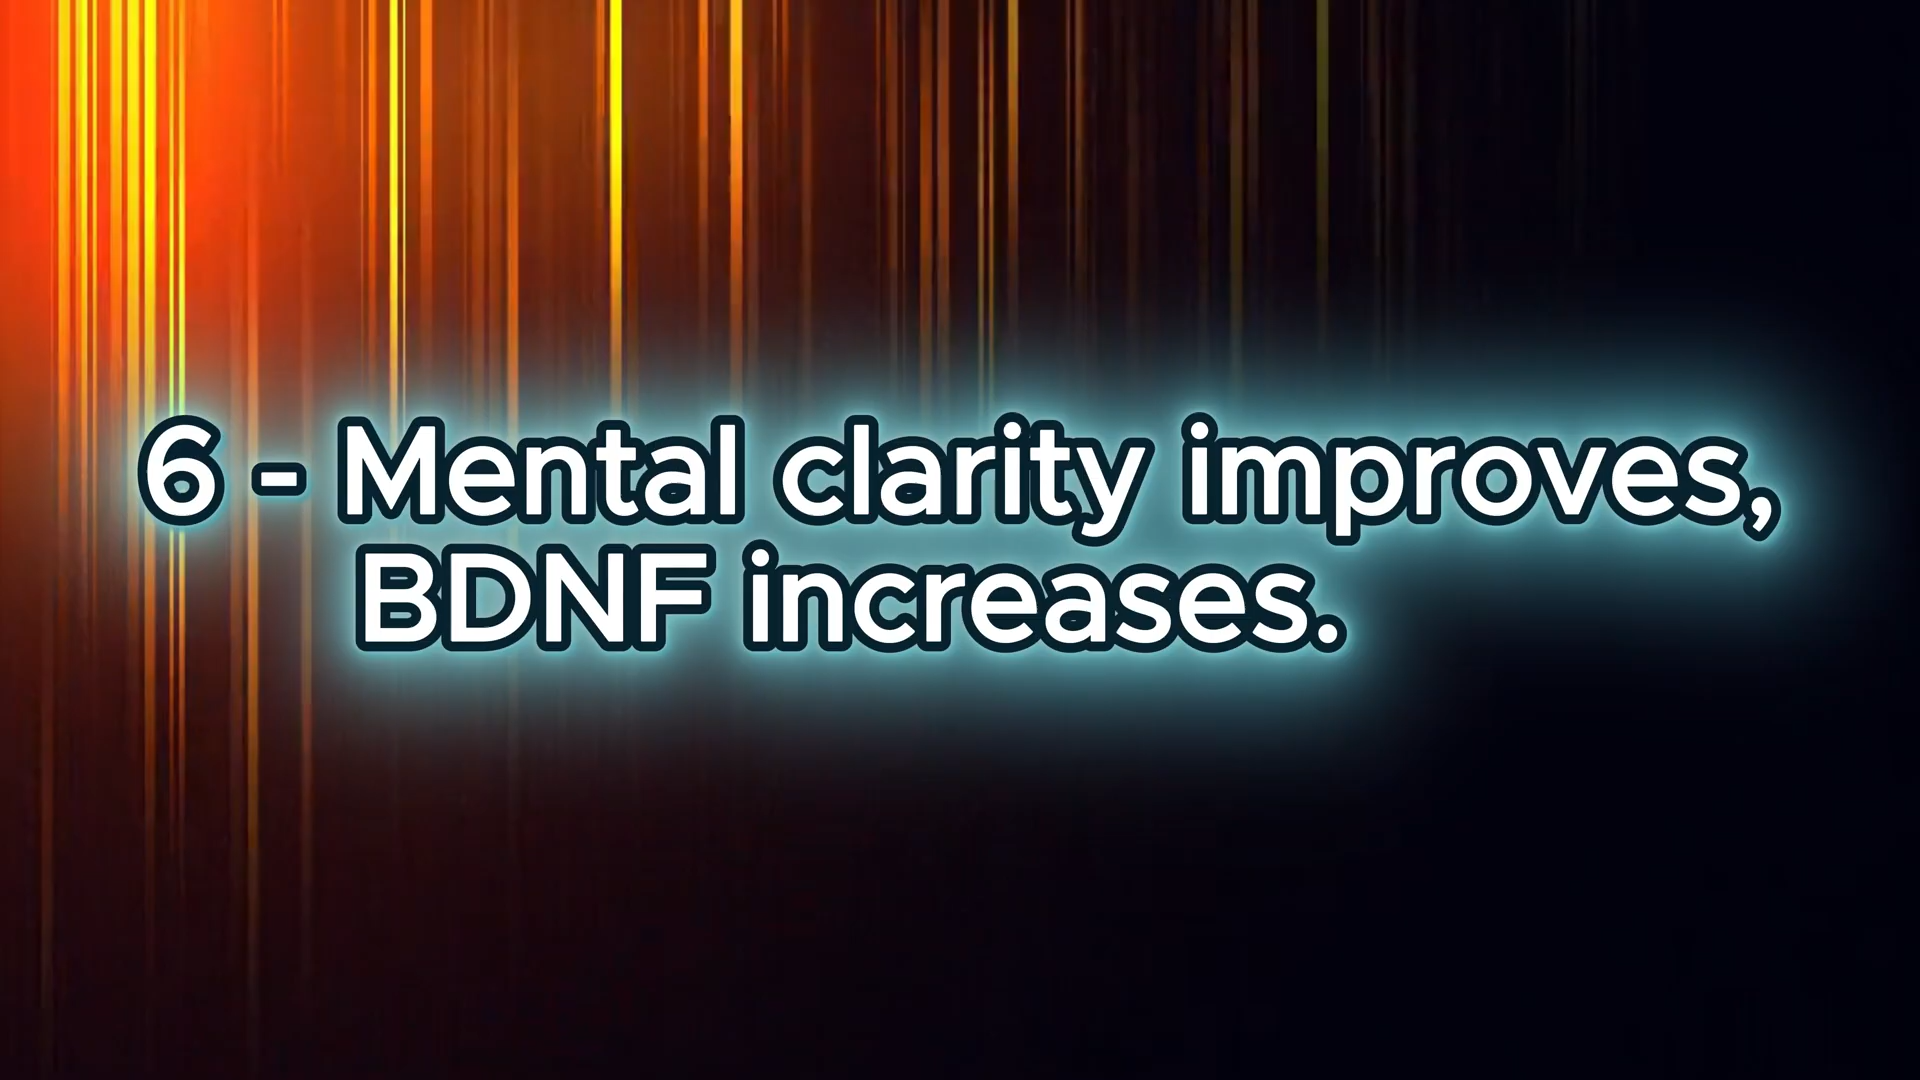 6 - Mental clarity improves,
BDNF increases.